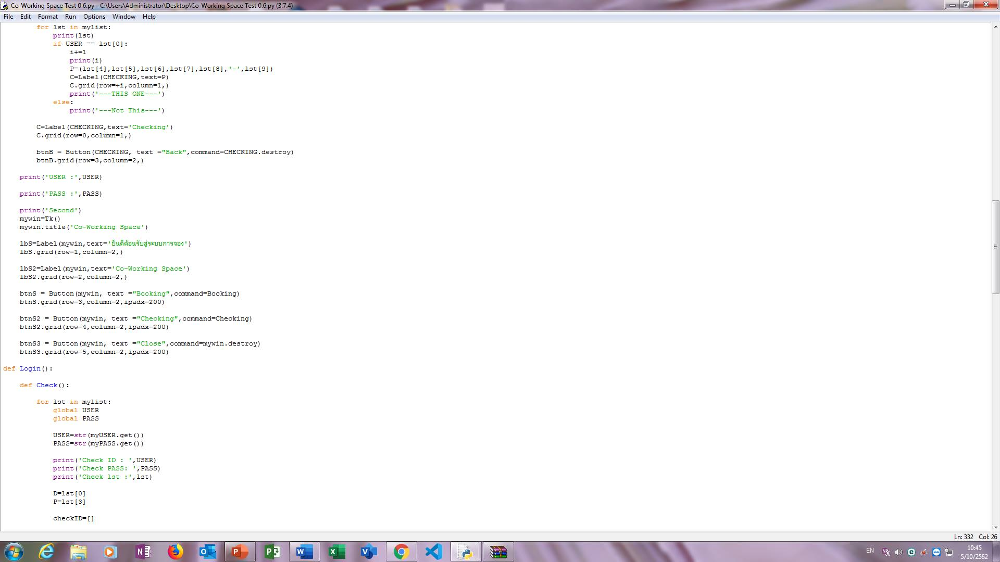 Co-Working Space Test 0.6.py - C:\Users\Administrator\Desktop\Co-Working Space Test 0.6.py (3.7.4)
File Edit Format Run Options Window Help
        for lst in mylist:
            print(lst)
            if USER == lst[0]:
                i+=1
                print(i)
                P=(lst[4],lst[5],lst[6],lst[7],lst[8],'-',lst[9])
                C=Label(CHECKING,text=P)
                C.grid(row=+i,column=1,)
                print('---THIS ONE---')
            else:
                print('---Not This---')
        C=Label(CHECKING,text='Checking')
        C.grid(row=0,column=1,)
        btnB = Button(CHECKING, text ="Back",command=CHECKING.destroy)
        btnB.grid(row=3,column=2,)
    print('USER :',USER)
    print('PASS :',PASS)
    print('Second')
    mywin=Tk()
    mywin.title('Co-Working Space')
    lbS=Label(mywin,text='ยินดีต้อนรับสู่ระบบการจอง')
    lbS.grid(row=1,column=2,)
    lbS2=Label(mywin,text='Co-Working Space')
    lbS2.grid(row=2,column=2,)
    btnS = Button(mywin, text ="Booking",command=Booking)
    btnS.grid(row=3,column=2,ipadx=200)
    btnS2 = Button(mywin, text ="Checking",command=Checking)
    btnS2.grid(row=4,column=2,ipadx=200)
    btnS3 = Button(mywin, text ="Close",command=mywin.destroy)
    btnS3.grid(row=5,column=2,ipadx=200)
def Login():
    def Check():
        for lst in mylist:
            global USER
            global PASS
            USER=str(myUSER.get())
            PASS=str(myPASS.get())
            print('Check ID : ',USER)
            print('Check PASS: ',PASS)
            print('Check lst :',lst)
            D=lst[0]
            P=lst[3]
            checkID=[]
Ln: 332 Col: 26
EN
10:45
5/10/2562